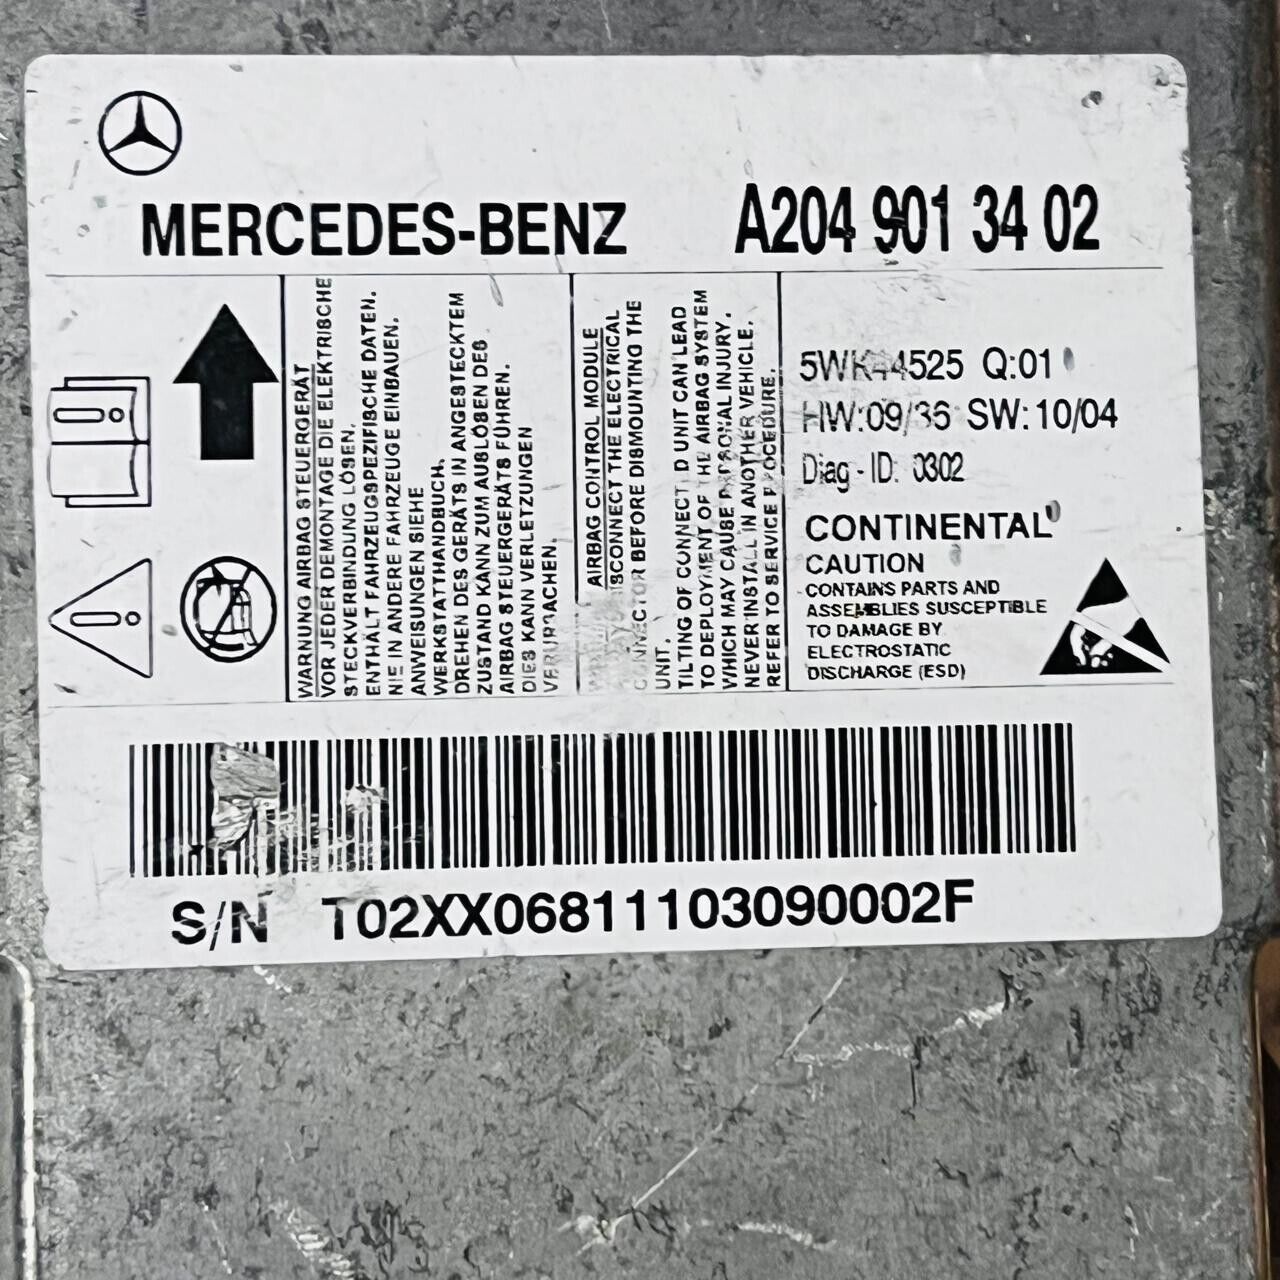 MERCEDES-BENZ
A204 901 34 02
WARNUNG AIRBAG STEUERGERÄT
VOR JEDER DEMONTAGE DIE ELEKTRISCHE
STECKVERBINDUNG LÖSEN.
ENTHÄLT FAHRZEUGSPEZIFISCHE DATEN.
NIE IN ANDERE FAHRZEUGE EINBAUEN.
ANWEISUNGEN SIEHE
WERKSTATTHANDBUCH.
DREHEN DES GERÄTS IN ANGESTECKTEM
ZUSTAND KANN ZUM AUSLÖSEN DES
AIRBAG STEUERGERÄTS FÜHREN.
DIES KANN VERLETZUNGEN
VERURSACHEN.
AIRBAG CONTROL MODULE
DISCONNECT THE ELECTRICAL
CONNECTOR BEFORE DISMOUNTING THE
UNIT.
TILTING OF CONNECTED UNIT CAN LEAD
TO DEPLOYMENT OF THE AIRBAG SYSTEM
WHICH MAY CAUSE PERSONAL INJURY.
NEVER INSTALL IN ANOTHER VEHICLE.
REFER TO SERVICE PROCEDURE.
5WK44525 Q:01
HW:09/36 SW:10/04
Diag-ID: 0302
CONTINENTAL
CAUTION
CONTAINS PARTS AND
ASSEMBLIES SUSCEPTIBLE
TO DAMAGE BY
ELECTROSTATIC
DISCHARGE (ESD)
S/N T02XX06811103090002F